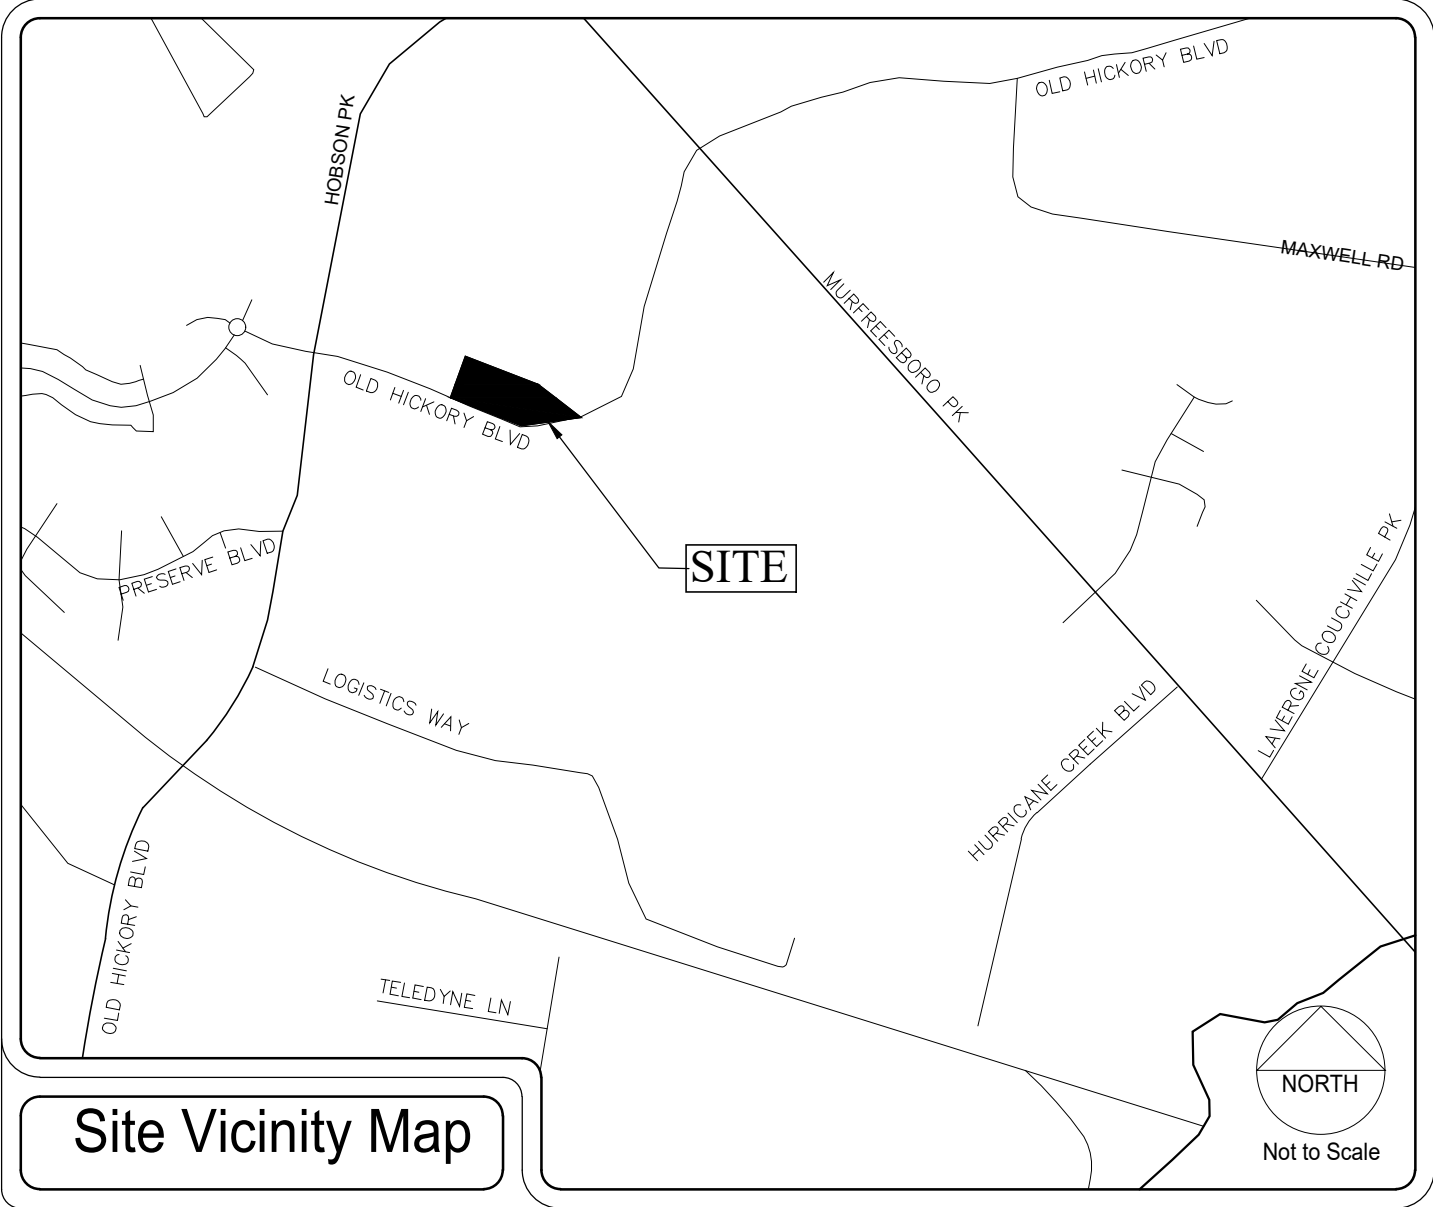 OLD HICKORY BLVD
HOBSON PK
MAXWELL RD
MURFREESBORO PK
OLD HICKORY BLVD
SITE
PRESERVE BLVD
LAVERGNE COUCHVILLE PK
LOGISTICS WAY
HURRICANE CREEK BLVD
OLD HICKORY BLVD
TELEDYNE LN
NORTH
Not to Scale
Site Vicinity Map